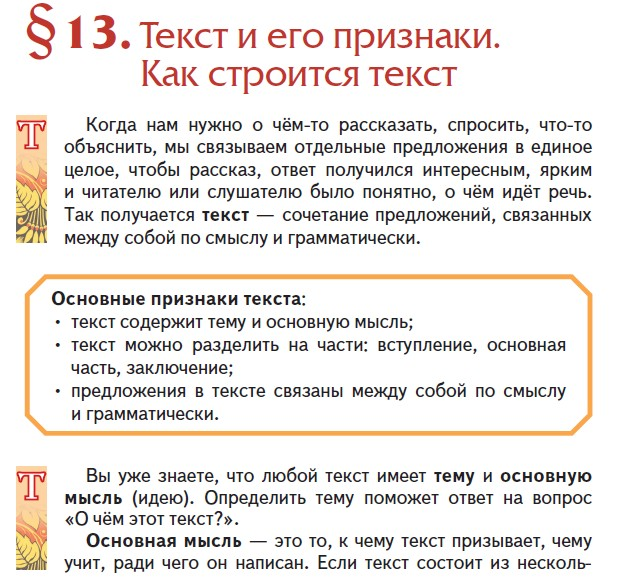 § 13. Текст и его признаки.
Как строится текст
Т
Когда нам нужно о чём-то рассказать, спросить, что-то
объяснить, мы связываем отдельные предложения в единое
целое, чтобы рассказ, ответ получился интересным, ярким
и читателю или слушателю было понятно, о чём идёт речь.
Так получается текст — сочетание предложений, связанных
между собой по смыслу и грамматически.
Основные признаки текста:
• текст содержит тему и основную мысль;
• текст можно разделить на части: вступление, основная
часть, заключение;
• предложения в тексте связаны между собой по смыслу
и грамматически.
Т
Вы уже знаете, что любой текст имеет тему и основную
мысль (идею). Определить тему поможет ответ на вопрос
«О чём этот текст?».
Основная мысль — это то, к чему текст призывает, чему
учит, ради чего он написан. Если текст состоит из несколь-